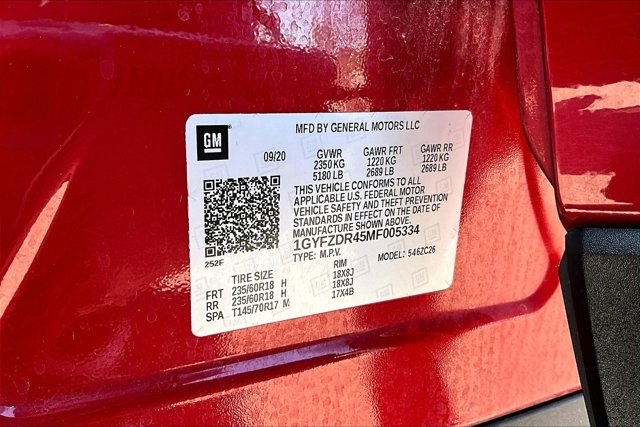 GM
MFD BY GENERAL MOTORS LLC
09/20 GVWR GAWR FRT GAWR RR
2350 KG 1220 KG 1220 KG
5180 LB 2689 LB 2689 LB
THIS VEHICLE CONFORMS TO ALL
APPLICABLE U.S. FEDERAL MOTOR
VEHICLE SAFETY AND THEFT PREVENTION
STANDARDS IN EFFECT ON THE DATE OF
MANUFACTURE SHOWN ABOVE.
1GYFZDR45MF005334
252F TYPE: M.P.V. MODEL: 546ZC26
TIRE SIZE RIM
FRT 235/60R18 H 18X8J
RR 235/60R18 H 18X8J
SPA T145/70R17 M 17X4B